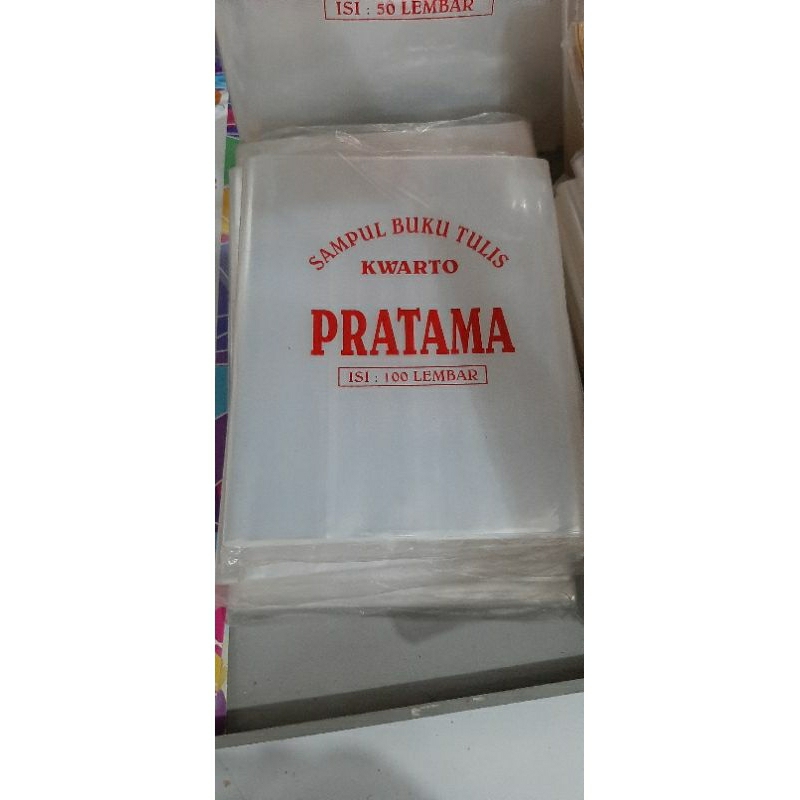 ISI : 50 LEMBAR
SAMPUL BUKU TULIS
KWARTO
PRATAMA
ISI : 100 LEMBAR